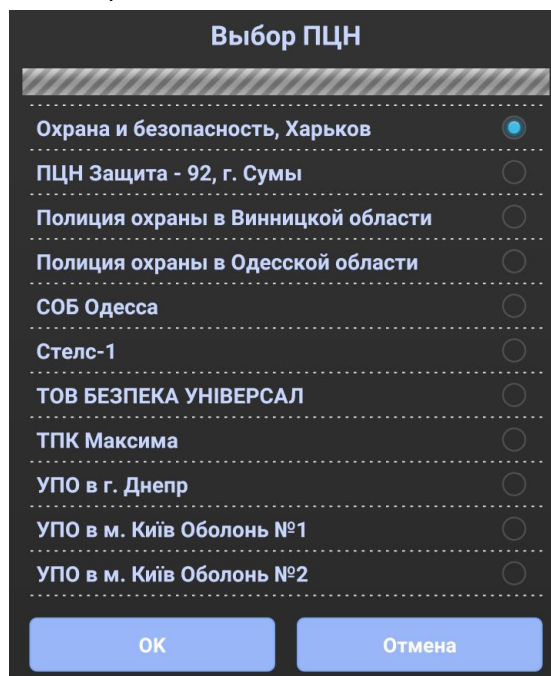 Выбор ПЦН
Охрана и безопасность, Харьков
ПЦН Защита - 92, г. Сумы
Полиция охраны в Винницкой области
Полиция охраны в Одесской области
СОБ Одесса
Стелс-1
ТОВ БЕЗПЕКА УНІВЕРСАЛ
ТПК Максима
УПО в г. Днепр
УПО в м. Київ Оболонь №1
УПО в м. Київ Оболонь №2
OK
Отмена